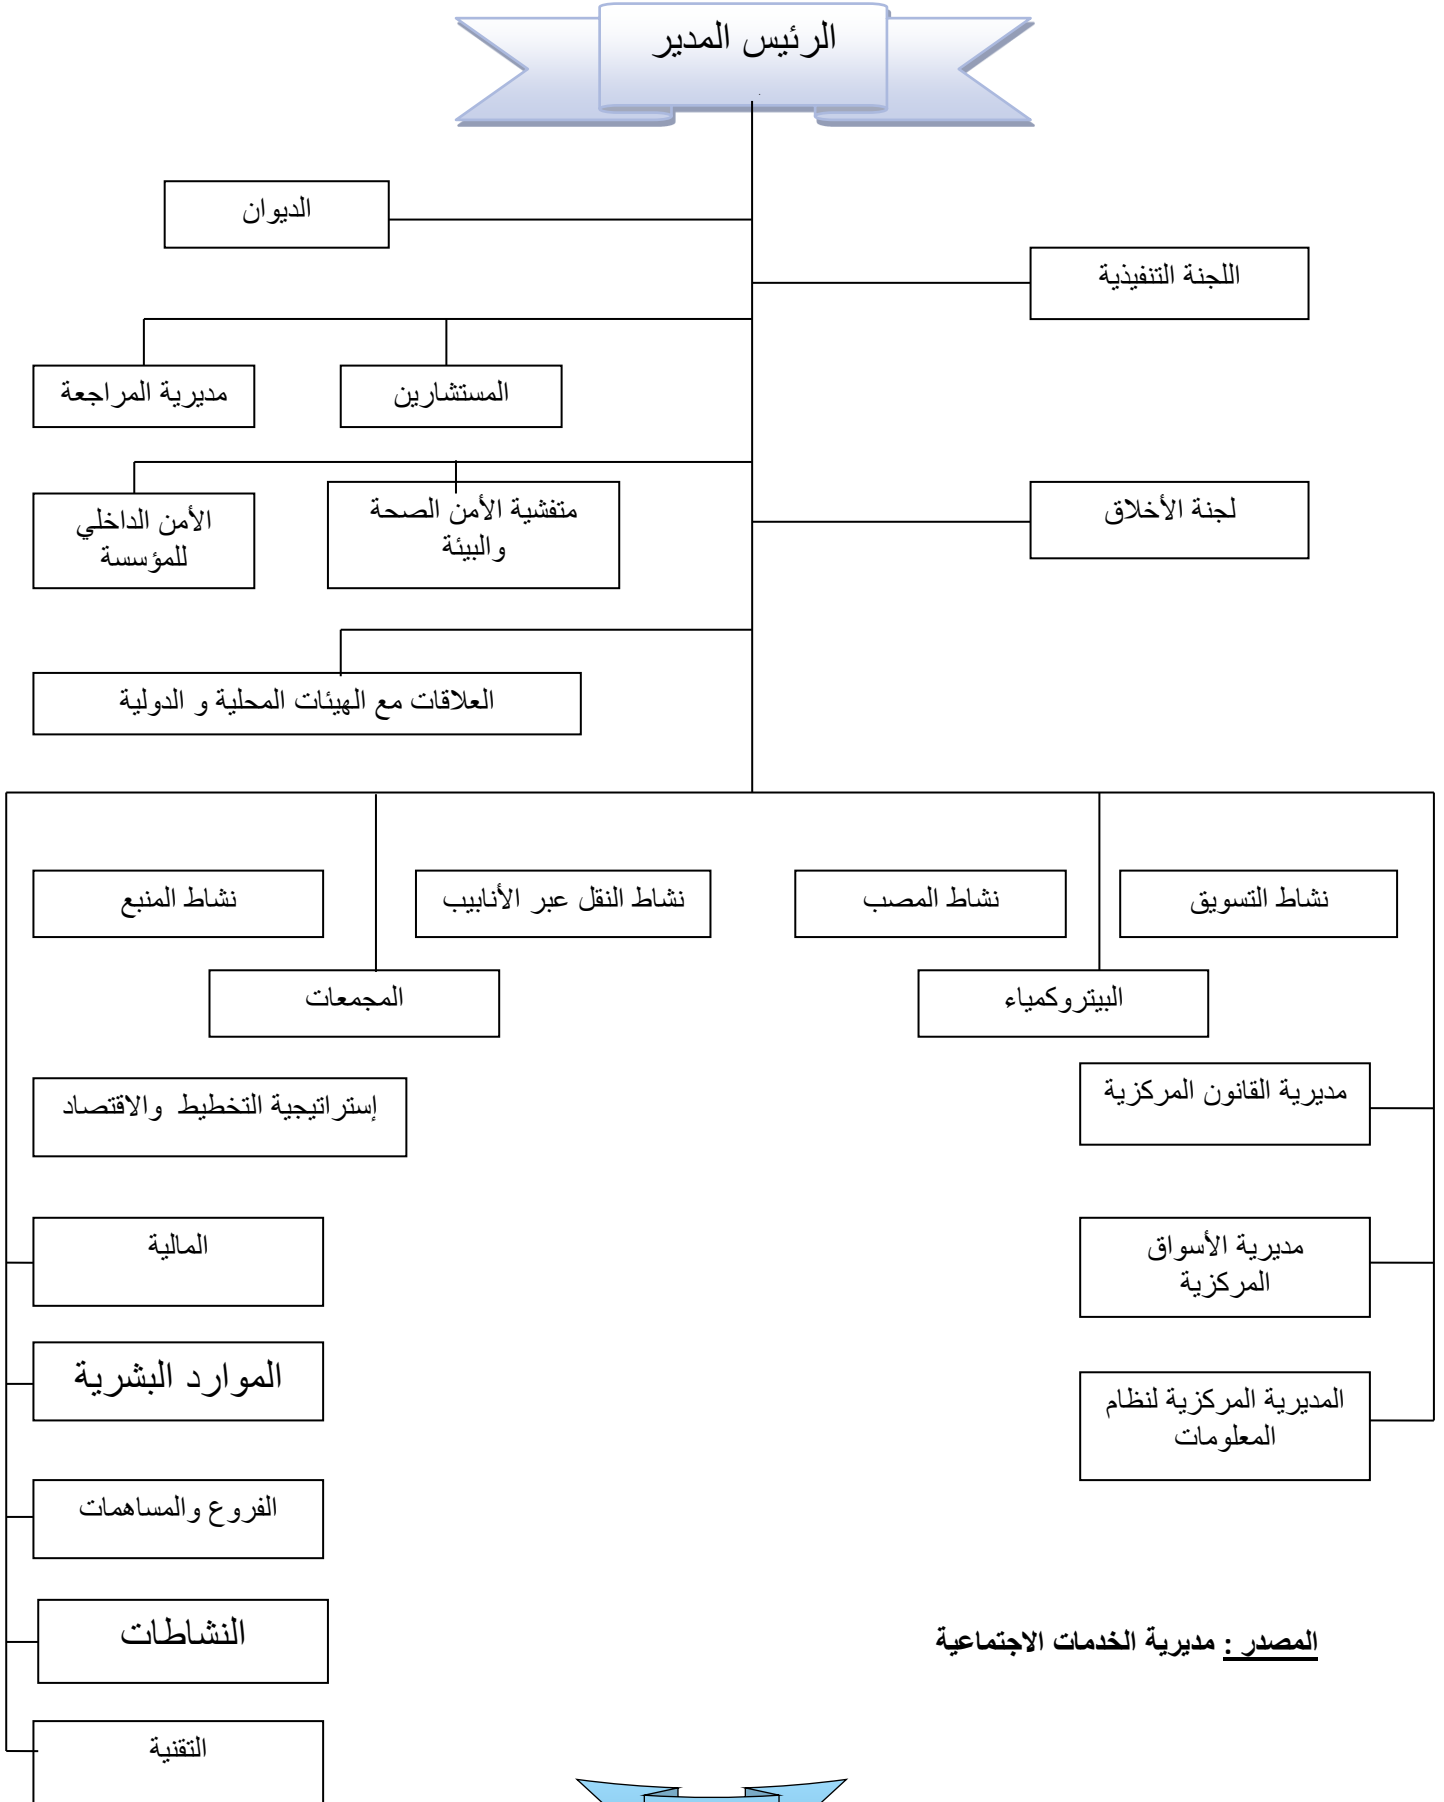 الرئيس المدير
الديوان
اللجنة التنفيذية
المستشارين
مديرية المراجعة
لجنة الأخلاق
متفشية الأمن الصحة
والبيئة
الأمن الداخلي
للمؤسسة
العلاقات مع الهيئات المحلية و الدولية
نشاط التسويق
نشاط المصب
نشاط النقل عبر الأنابيب
نشاط المنبع
البيتروكمياء
المجمعات
مديرية القانون المركزية
إستراتيجية التخطيط والاقتصاد
مديرية الأسواق
المركزية
المالية
المديرية المركزية لنظام
المعلومات
الموارد البشرية
الفروع والمساهمات
النشاطات
المصدر : مديرية الخدمات الاجتماعية
التقنية